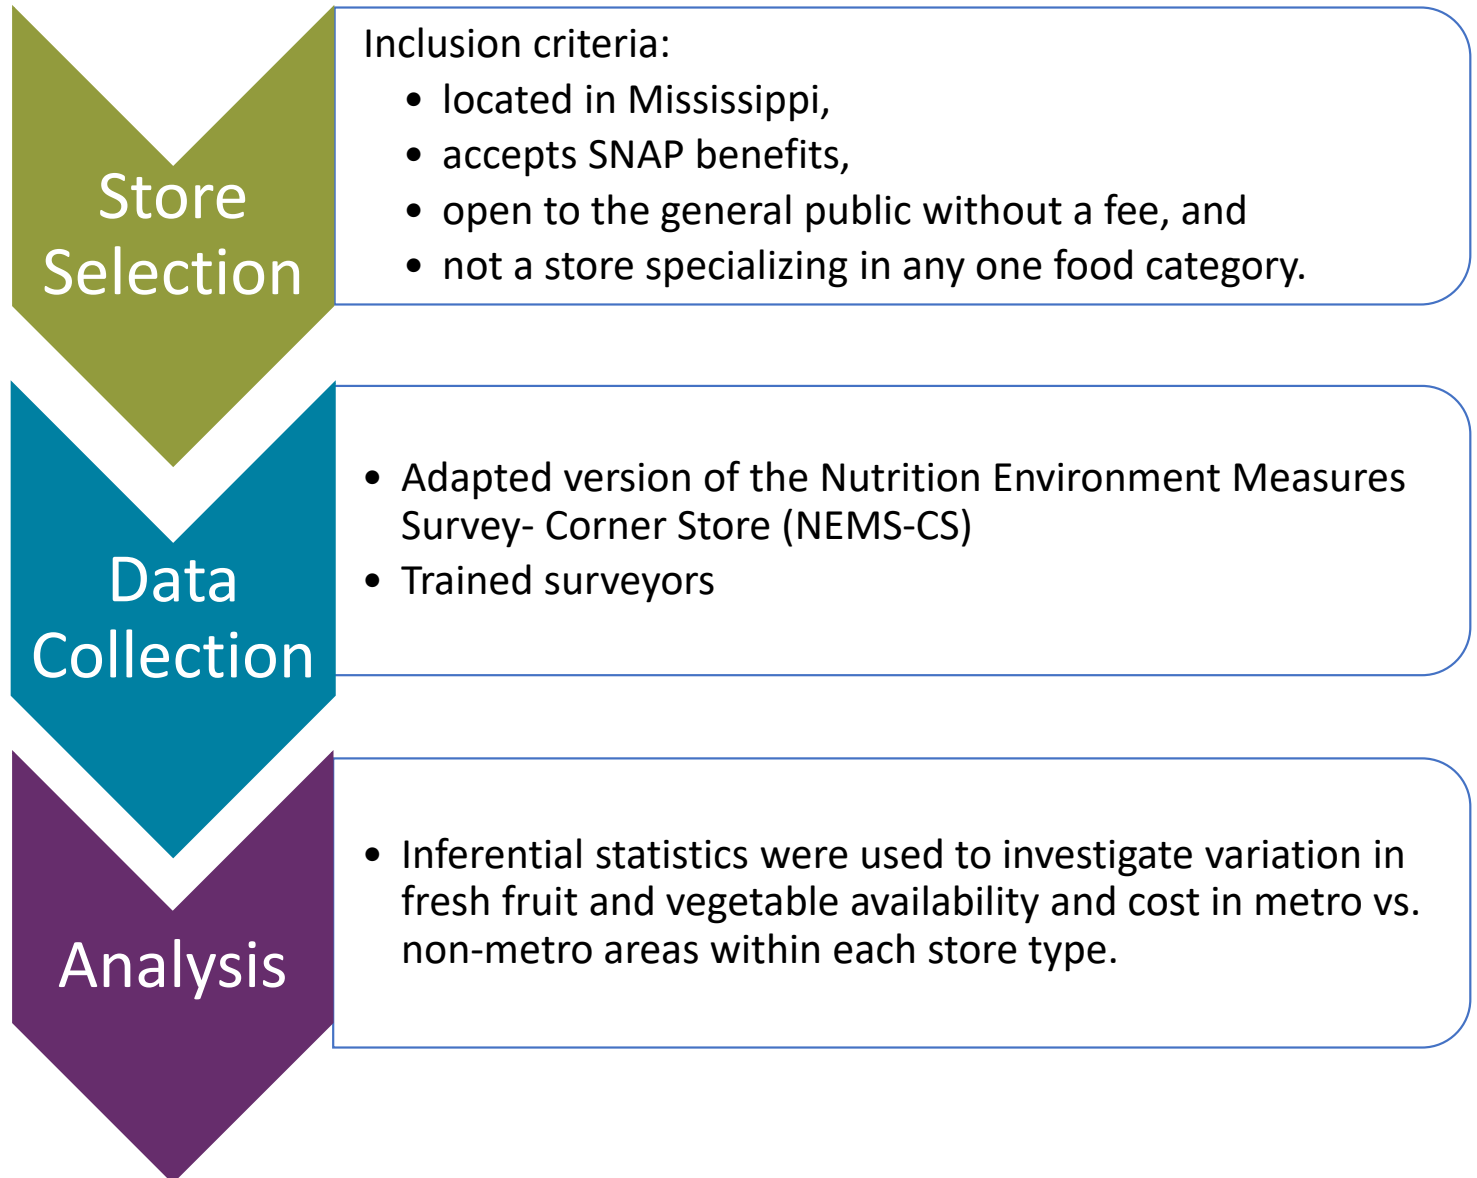 Store
Selection
Inclusion criteria:
• located in Mississippi,
• accepts SNAP benefits,
• open to the general public without a fee, and
• not a store specializing in any one food category.
Data
Collection
• Adapted version of the Nutrition Environment Measures
Survey- Corner Store (NEMS-CS)
• Trained surveyors
Analysis
• Inferential statistics were used to investigate variation in
fresh fruit and vegetable availability and cost in metro vs.
non-metro areas within each store type.